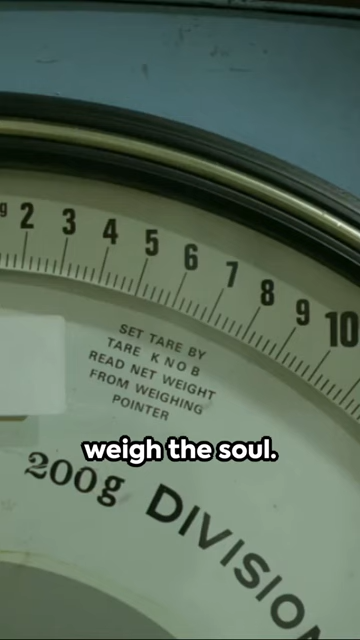 g 2 3 4 5 6 7 8 9 10
SET TARE BY
TARE KNOB
READ NET WEIGHT
FROM WEIGHING
POINTER
weigh the soul.
200g DIVISION